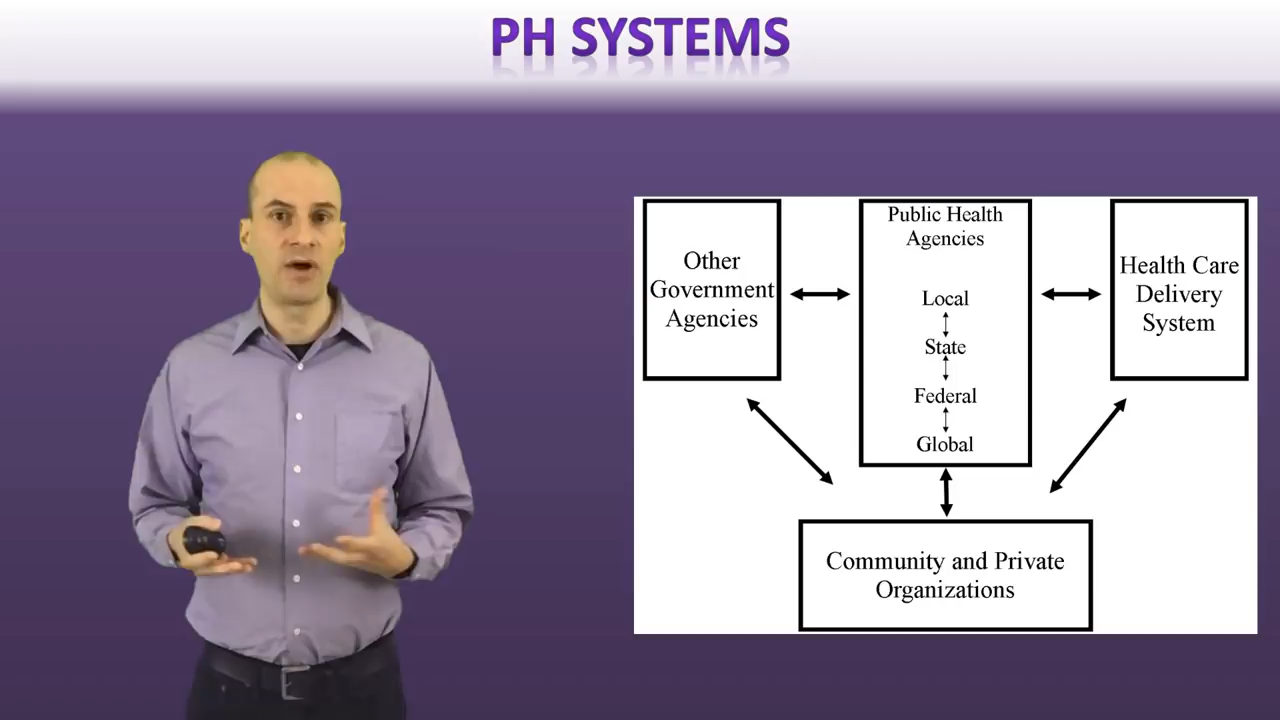 PH SYSTEMS
Other
Government
Agencies
Public Health
Agencies
Local
State
Federal
Global
Health Care
Delivery
System
Community and Private
Organizations